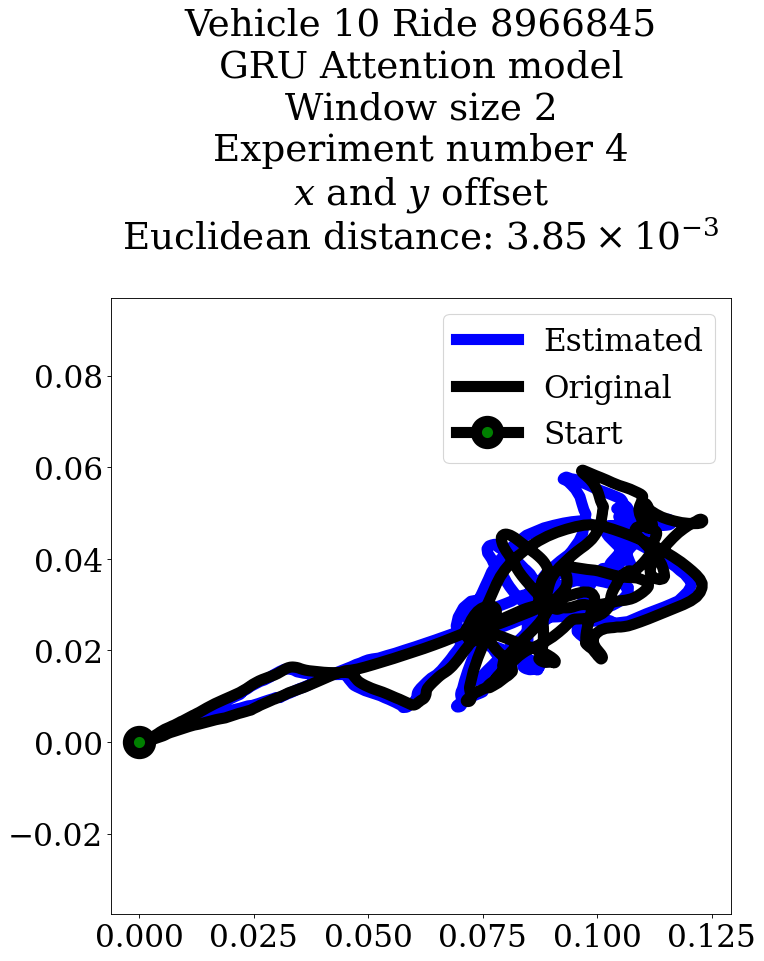 Vehicle 10 Ride 8966845
GRU Attention model
Window size 2
Experiment number 4
x and y offset
Euclidean distance: 3.85 × 10⁻³
Estimated
Original
Start
0.08
0.06
0.04
0.02
0.00
−0.02
0.000 0.025 0.050 0.075 0.100 0.125